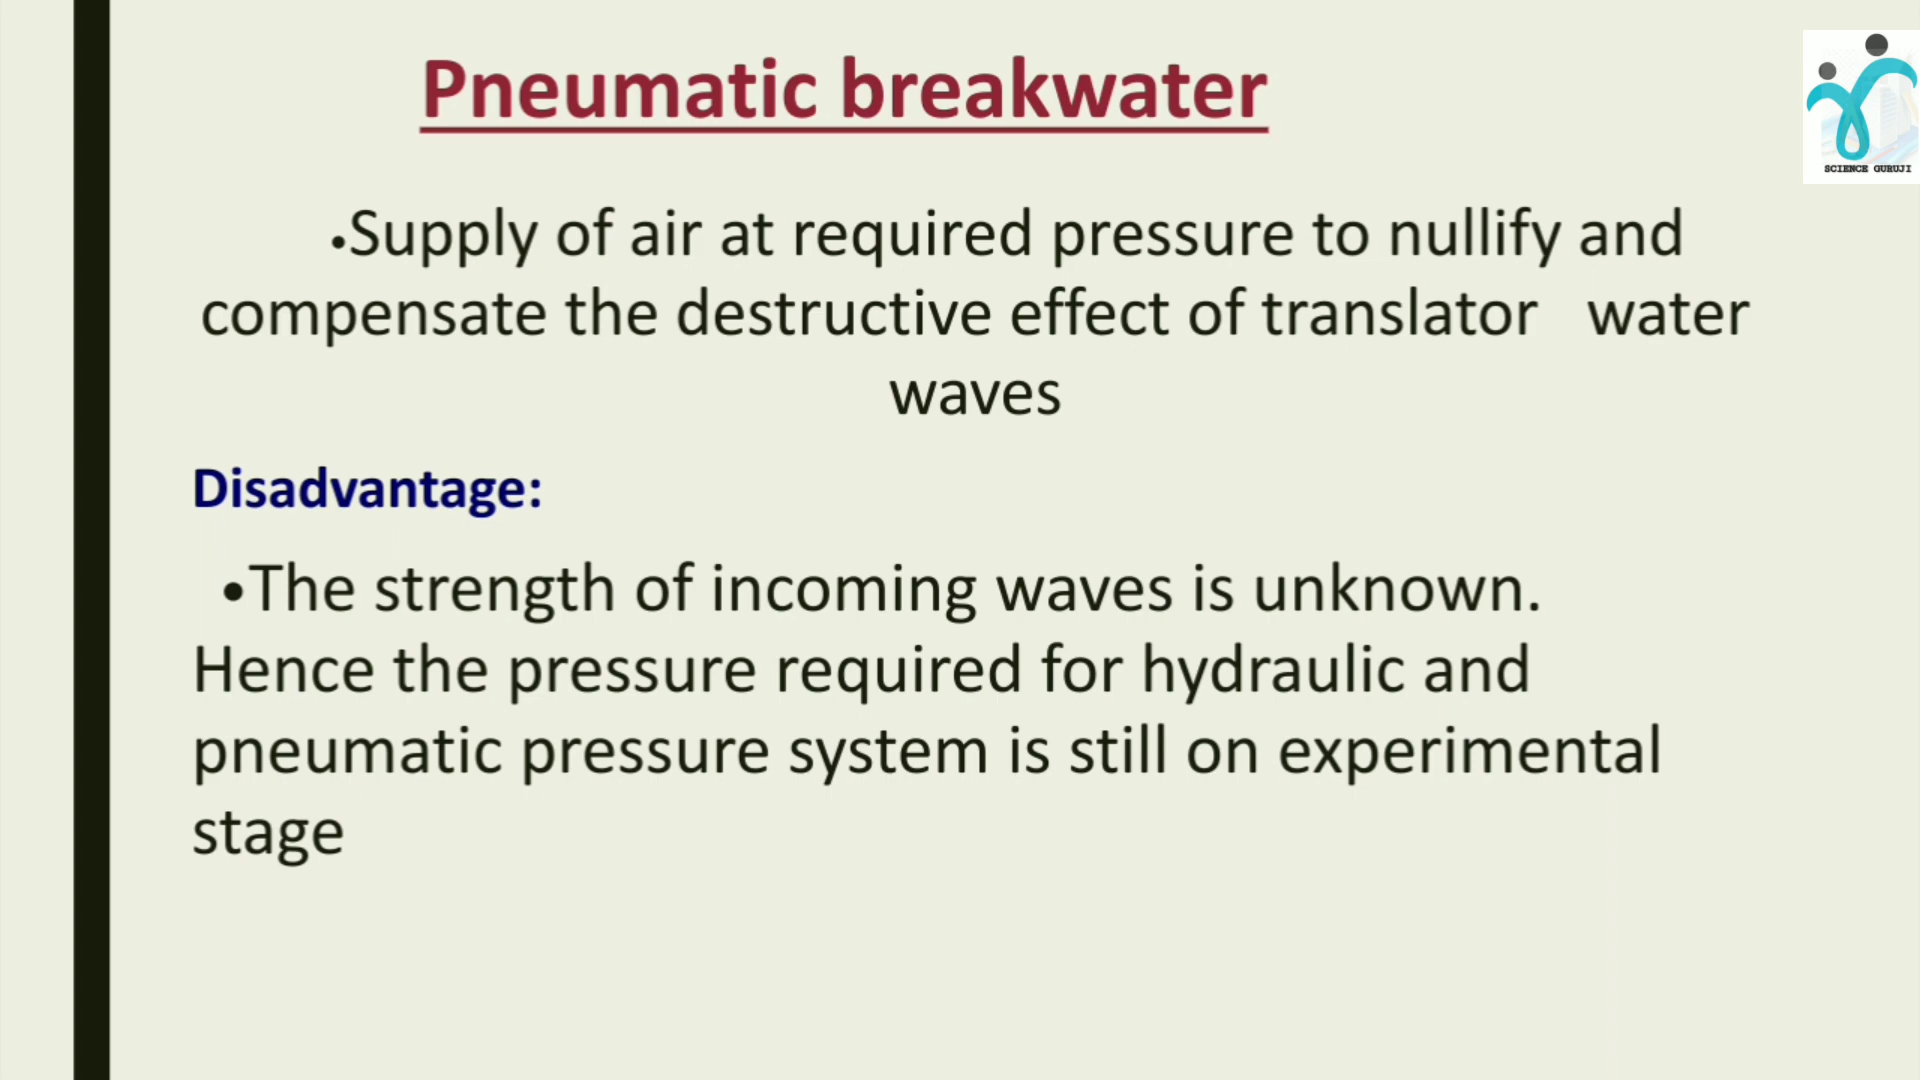 Pneumatic breakwater
SCIENCE GURUJI
•Supply of air at required pressure to nullify and
compensate the destructive effect of translator water
waves
Disadvantage:
•The strength of incoming waves is unknown.
Hence the pressure required for hydraulic and
pneumatic pressure system is still on experimental
stage